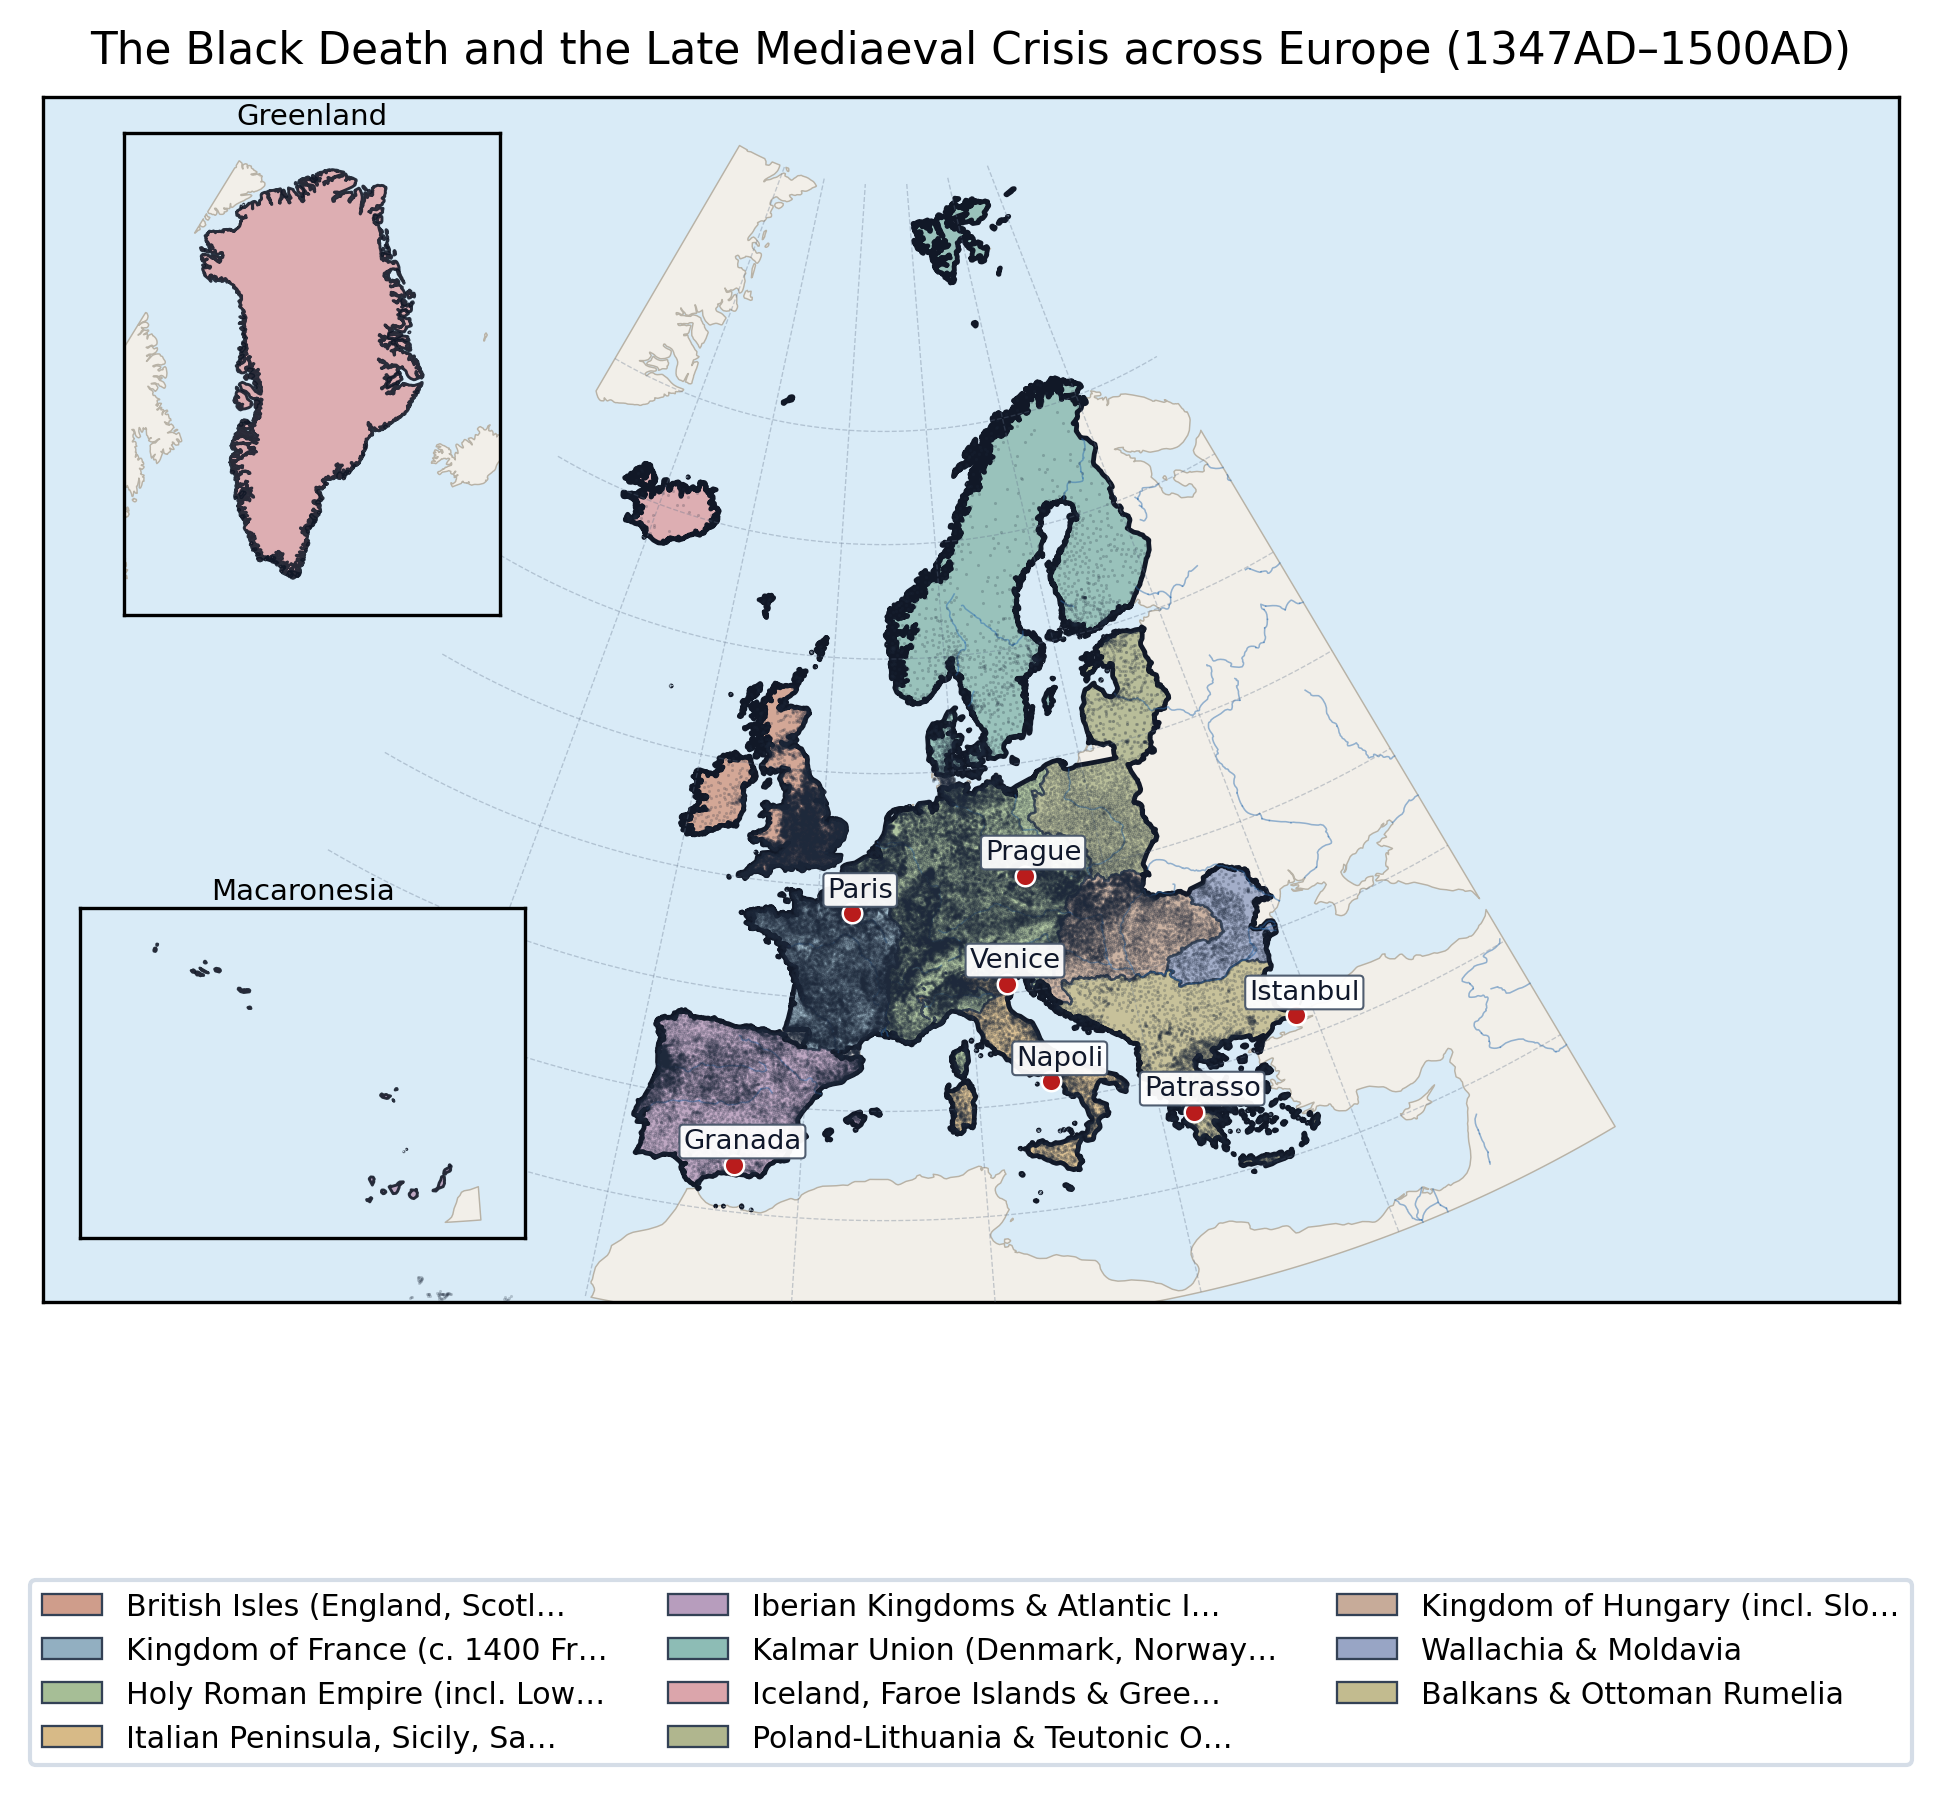 The Black Death and the Late Mediaeval Crisis across Europe (1347AD–1500AD)
Greenland
Prague
Paris
Macaronesia
Venice
Istanbul
Napoli
Patrasso
Granada
British Isles (England, Scotl...
Kingdom of France (c. 1400 Fr...
Holy Roman Empire (incl. Low...
Italian Peninsula, Sicily, Sa...
Iberian Kingdoms & Atlantic I...
Kalmar Union (Denmark, Norway...
Iceland, Faroe Islands & Gree...
Poland-Lithuania & Teutonic O...
Kingdom of Hungary (incl. Slo...
Wallachia & Moldavia
Balkans & Ottoman Rumelia